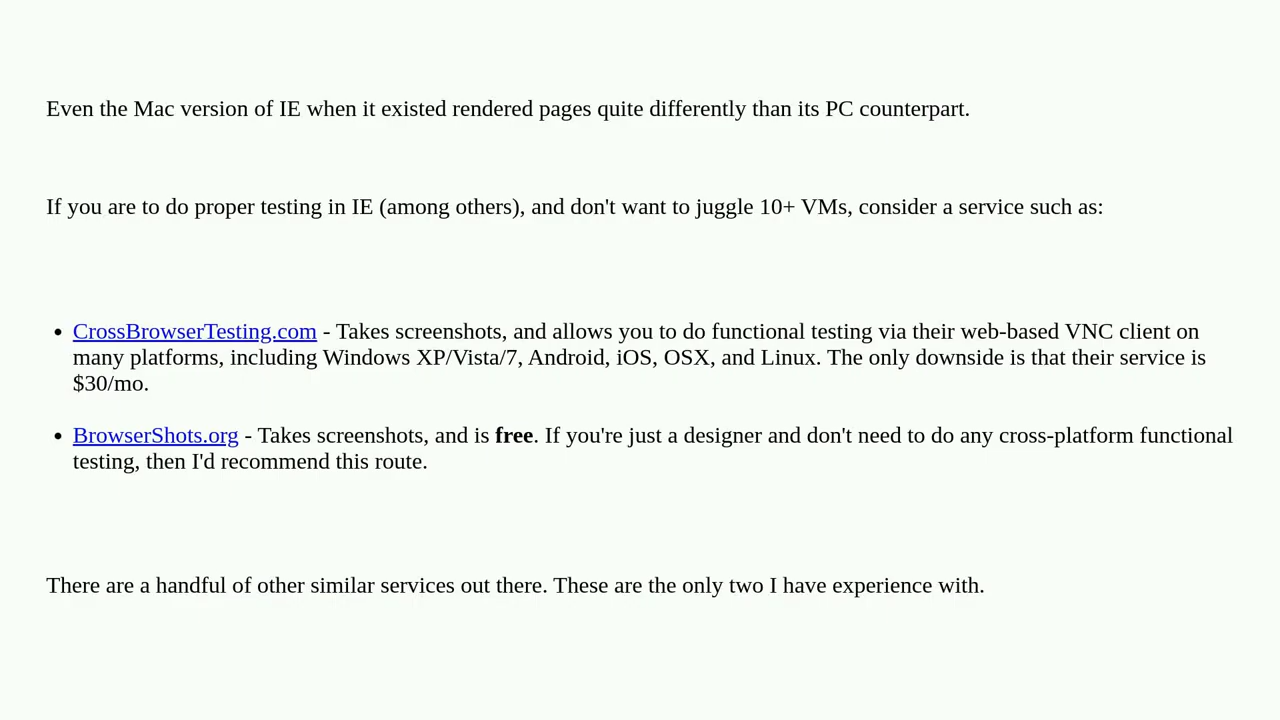 Even the Mac version of IE when it existed rendered pages quite differently than its PC counterpart.
If you are to do proper testing in IE (among others), and don't want to juggle 10+ VMs, consider a service such as:
• CrossBrowserTesting.com - Takes screenshots, and allows you to do functional testing via their web-based VNC client on
many platforms, including Windows XP/Vista/7, Android, iOS, OSX, and Linux. The only downside is that their service is
$30/mo.
• BrowserShots.org - Takes screenshots, and is free. If you're just a designer and don't need to do any cross-platform functional
testing, then I'd recommend this route.
There are a handful of other similar services out there. These are the only two I have experience with.